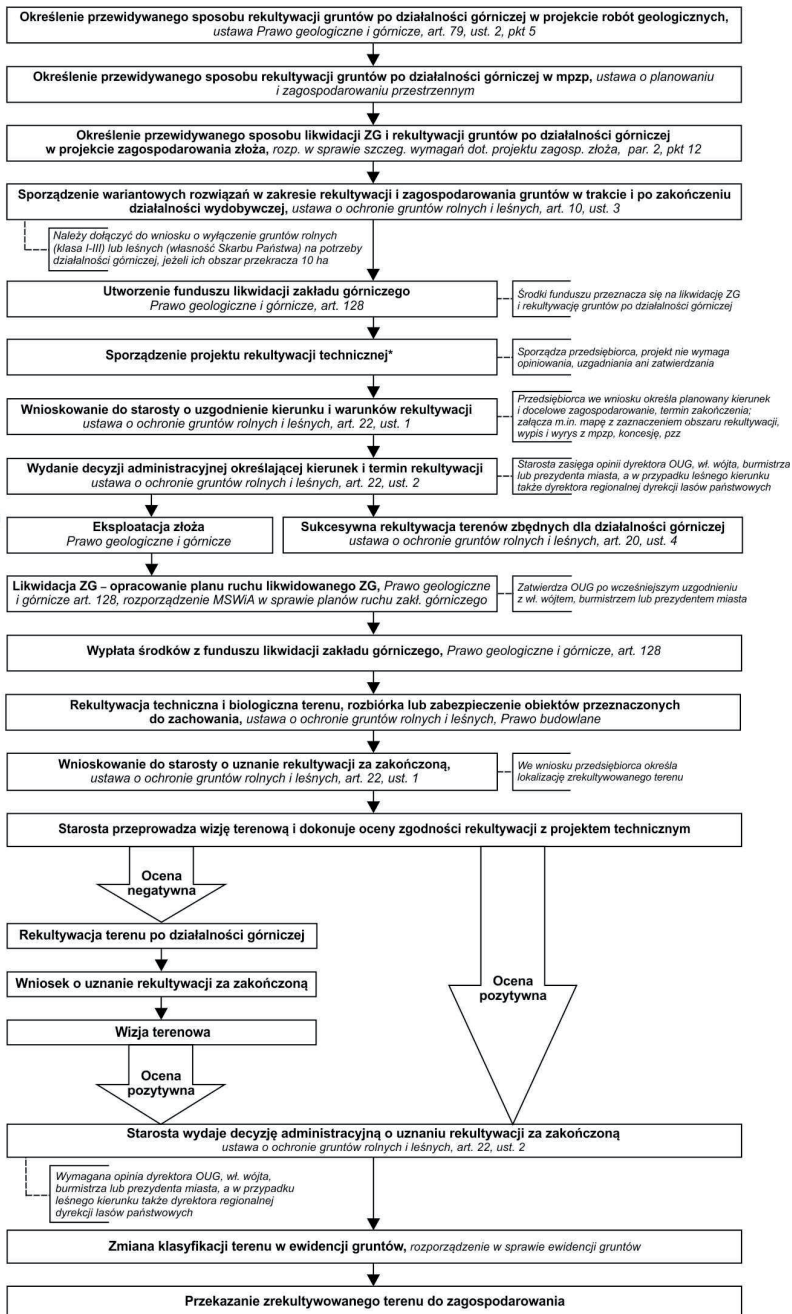 Określenie przewidywanego sposobu rekultywacji gruntów po działalności górniczej w projekcie robót geologicznych,
ustawa Prawo geologiczne i górnicze, art. 79, ust. 2, pkt 5
Określenie przewidywanego sposobu rekultywacji gruntów po działalności górniczej w mpzp, ustawa o planowaniu
i zagospodarowaniu przestrzennym
Określenie przewidywanego sposobu likwidacji ZG i rekultywacji gruntów po działalności górniczej
w projekcie zagospodarowania złoża, rozp. w sprawie szczeg. wymagań dot. projektu zagosp. złoża, par. 2, pkt 12
Sporządzenie wariantowych rozwiązań w zakresie rekultywacji i zagospodarowania gruntów w trakcie i po zakończeniu
działalności wydobywczej, ustawa o ochronie gruntów rolnych i leśnych, art. 10, ust. 3
Należy dołączyć do wniosku o wyłączenie gruntów rolnych
(klasa I-III) lub leśnych (własność Skarbu Państwa) na potrzeby
działalności górniczej, jeżeli ich obszar przekracza 10 ha
Utworzenie funduszu likwidacji zakładu górniczego
Prawo geologiczne i górnicze, art. 128
Środki funduszu przeznacza się na likwidację ZG
i rekultywację gruntów po działalności górniczej
Sporządzenie projektu rekultywacji technicznej*
Sporządza przedsiębiorca, projekt nie wymaga
opiniowania, uzgadniania ani zatwierdzania
Wnioskowanie do starosty o uzgodnienie kierunku i warunków rekultywacji
ustawa o ochronie gruntów rolnych i leśnych, art. 22, ust. 1
Przedsiębiorca we wniosku określa planowany kierunek
i docelowe zagospodarowanie, termin zakończenia;
załącza m.in. mapę z zaznaczeniem obszaru rekultywacji,
wypis i wyrys z mpzp, koncesję, pzz
Wydanie decyzji administracyjnej określającej kierunek i termin rekultywacji
ustawa o ochronie gruntów rolnych i leśnych, art. 22, ust. 2
Starosta zasięga opinii dyrektora OUG, wł. wójta, burmistrza
lub prezydenta miasta, a w przypadku leśnego kierunku
także dyrektora regionalnej dyrekcji lasów państwowych
Eksploatacja złoża
Prawo geologiczne i górnicze
Sukcesywna rekultywacja terenów zbędnych dla działalności górniczej
ustawa o ochronie gruntów rolnych i leśnych, art. 20, ust. 4
Likwidacja ZG – opracowanie planu ruchu likwidowanego ZG, Prawo geologiczne
i górnicze art. 128, rozporządzenie MSWiA w sprawie planów ruchu zakł. górniczego
Zatwierdza OUG po wcześniejszym uzgodnieniu
z wł. wójtem, burmistrzem lub prezydentem miasta
Wypłata środków z funduszu likwidacji zakładu górniczego, Prawo geologiczne i górnicze, art. 128
Rekultywacja techniczna i biologiczna terenu, rozbiórka lub zabezpieczenie obiektów przeznaczonych
do zachowania, ustawa o ochronie gruntów rolnych i leśnych, Prawo budowlane
Wnioskowanie do starosty o uznanie rekultywacji za zakończoną,
ustawa o ochronie gruntów rolnych i leśnych, art. 22, ust. 1
We wniosku przedsiębiorca określa
lokalizację zrekultywowanego terenu
Starosta przeprowadza wizję terenową i dokonuje oceny zgodności rekultywacji z projektem technicznym
Ocena
negatywna
Rekultywacja terenu po działalności górniczej
Wniosek o uznanie rekultywacji za zakończoną
Ocena
pozytywna
Wizja terenowa
Ocena
pozytywna
Starosta wydaje decyzję administracyjną o uznaniu rekultywacji za zakończoną
ustawa o ochronie gruntów rolnych i leśnych, art. 22, ust. 2
Wymagana opinia dyrektora OUG, wł. wójta,
burmistrza lub prezydenta miasta, a w przypadku
leśnego kierunku także dyrektora regionalnej
dyrekcji lasów państwowych
Zmiana klasyfikacji terenu w ewidencji gruntów, rozporządzenie w sprawie ewidencji gruntów
Przekazanie zrekultywowanego terenu do zagospodarowania